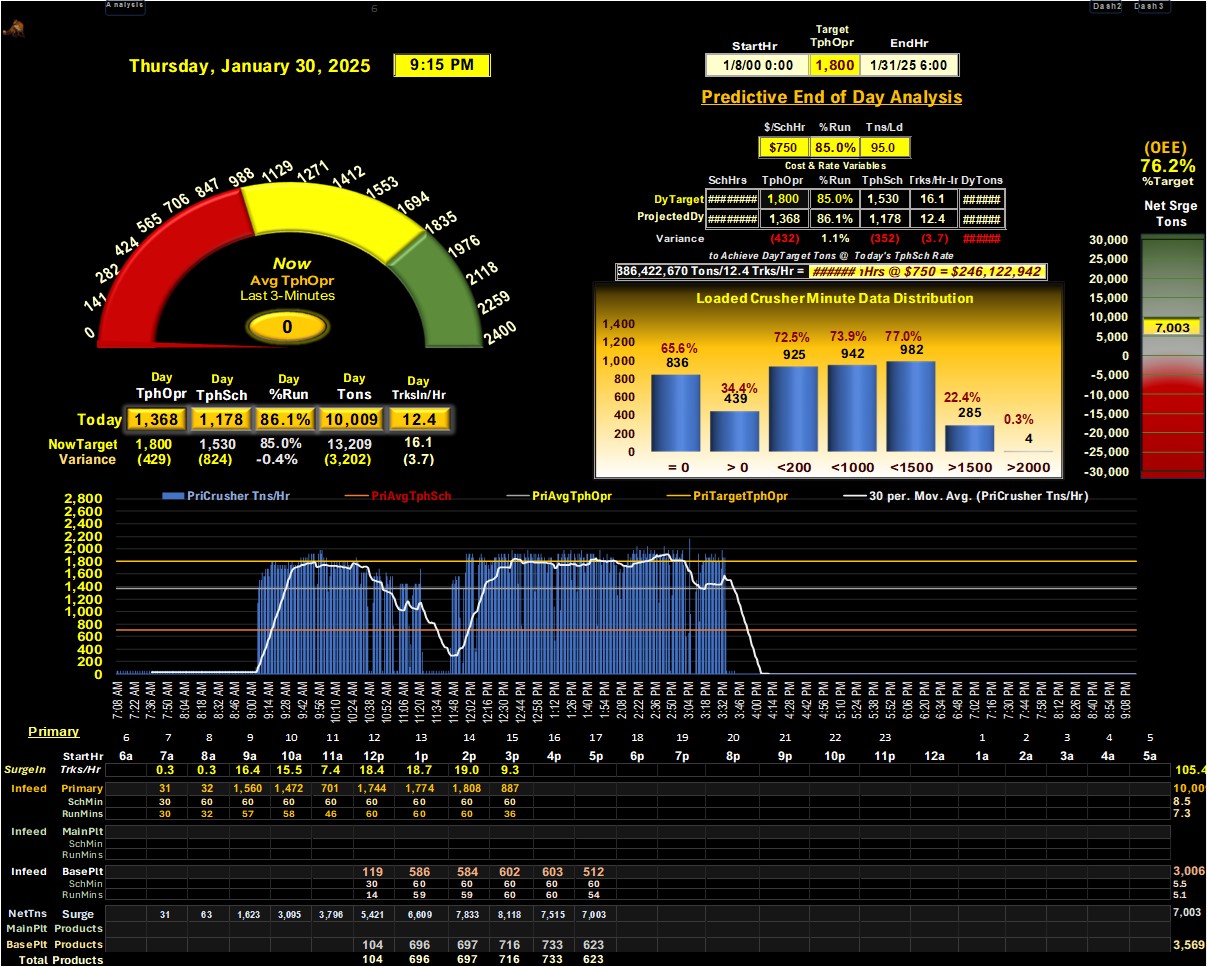 Analysis
6
Dash2 Dash3
Thursday, January 30, 2025 9:15 PM
StartHr Target TphOpr EndHr
1/8/00 0:00 1,800 1/31/25 6:00
Predictive End of Day Analysis
$/SchHr %Run Tns/Ld
$750 85.0% 95.0
Cost & Rate Variables
SchHrs TphOpr %Run TphSch Trks/Hr-Ir DyTons
DyTarget ######## 1,800 85.0% 1,530 16.1 ######
ProjectedDy ######## 1,368 86.1% 1,178 12.4 ######
Variance (432) 1.1% (352) (3.7) ######
to Achieve DayTarget Tons @ Today's TphSch Rate
386,422,670 Tons/12.4 Trks/Hr = ###### ıHrs @ $750 = $246,122,942
(OEE)
76.2%
%Target
Net Srge
Tons
30,000
25,000
20,000
15,000
10,000
7,003
5,000
0
-5,000
-10,000
-15,000
-20,000
-25,000
-30,000
0 141 282 424 565 706 847 988 1129 1271 1412 1553 1694 1835 1976 2118 2259 2400
Now
Avg TphOpr
Last 3-Minutes
0
Day Day Day Day Day
TphOpr TphSch %Run Tons TrksIn/Hr
Today 1,368 1,178 86.1% 10,009 12.4
NowTarget 1,800 1,530 85.0% 13,209 16.1
Variance (429) (824) -0.4% (3,202) (3.7)
Loaded Crusher Minute Data Distribution
1,400
1,200
1,000
800
600
400
200
0
65.6% 34.4% 72.5% 73.9% 77.0% 22.4% 0.3%
836 439 925 942 982 285 4
= 0 > 0 <200 <1000 <1500 >1500 >2000
PriCrusher Tns/Hr PriAvgTphSch PriAvgTphOpr PriTargetTphOpr 30 per. Mov. Avg. (PriCrusher Tns/Hr)
2,800
2,600
2,400
2,200
2,000
1,800
1,600
1,400
1,200
1,000
800
600
400
200
0
7:08 AM 7:22 AM 7:36 AM 7:50 AM 8:04 AM 8:18 AM 8:32 AM 8:46 AM 9:00 AM 9:14 AM 9:28 AM 9:42 AM 9:56 AM 10:10 AM 10:24 AM 10:38 AM 10:52 AM 11:06 AM 11:20 AM 11:34 AM 11:48 AM 12:02 PM 12:16 PM 12:30 PM 12:44 PM 12:58 PM 1:12 PM 1:26 PM 1:40 PM 1:54 PM 2:08 PM 2:22 PM 2:36 PM 2:50 PM 3:04 PM 3:18 PM 3:32 PM 3:46 PM 4:00 PM 4:14 PM 4:28 PM 4:42 PM 4:56 PM 5:10 PM 5:24 PM 5:38 PM 5:52 PM 6:06 PM 6:20 PM 6:34 PM 6:48 PM 7:02 PM 7:16 PM 7:30 PM 7:44 PM 7:58 PM 8:12 PM 8:26 PM 8:40 PM 8:54 PM 9:08 PM
Primary 6 7 8 9 10 11 12 13 14 15 16 17 18 19 20 21 22 23 1 2 3 4 5
StartHr 6a 7a 8a 9a 10a 11a 12p 1p 2p 3p 4p 5p 6p 7p 8p 9p 10p 11p 12a 1a 2a 3a 4a 5a
SurgeIn Trks/Hr 0.3 0.3 16.4 15.5 7.4 18.4 18.7 19.0 9.3 105.4
Infeed Primary 31 32 1,560 1,472 701 1,744 1,774 1,808 887 10,009
SchMin 30 60 60 60 60 60 60 60 60 8.5
RunMins 30 32 57 58 46 60 60 60 36 7.3
Infeed MainPlt
SchMin
RunMins
Infeed BasePlt 119 586 584 602 603 512 3,006
SchMin 30 60 60 60 60 60 5.5
RunMins 14 59 59 60 60 54 5.1
NetTns Surge 31 63 1,623 3,095 3,796 5,421 6,609 7,833 8,118 7,515 7,003 7,003
MainPlt Products
BasePlt Products 104 696 697 716 733 623 3,569
Total Products 104 696 697 716 733 623